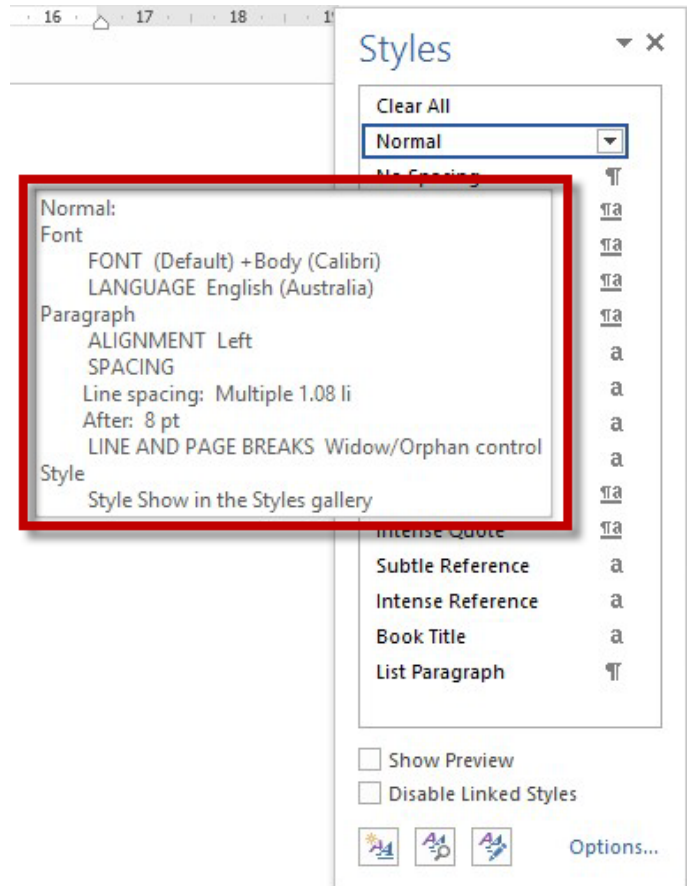 16 17 18
Styles
Clear All
Normal
Normal:
Font
FONT (Default) +Body (Calibri)
LANGUAGE English (Australia)
Paragraph
ALIGNMENT Left
SPACING
Line spacing: Multiple 1.08 li
After: 8 pt
LINE AND PAGE BREAKS Widow/Orphan control
Style
Style Show in the Styles gallery
¶
¶a
¶a
¶a
¶a
a
a
a
a
¶a
Intense Quote ¶a
Subtle Reference a
Intense Reference a
Book Title a
List Paragraph ¶
Show Preview
Disable Linked Styles
Options...